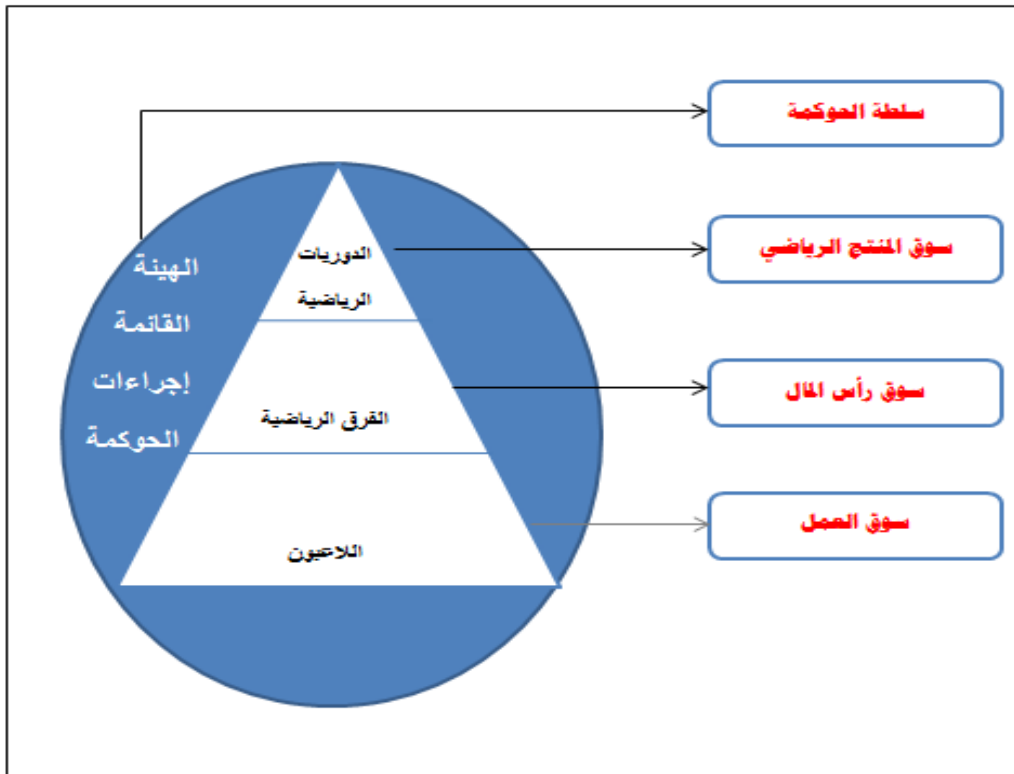 سلطة الحوكمة
سوق المنتج الرياضي
الدوريات
الرياضية
الهيئة
القائمة
إجراءات
الحوكمة
سوق رأس المال
الفرق الرياضية
سوق العمل
اللاعبون